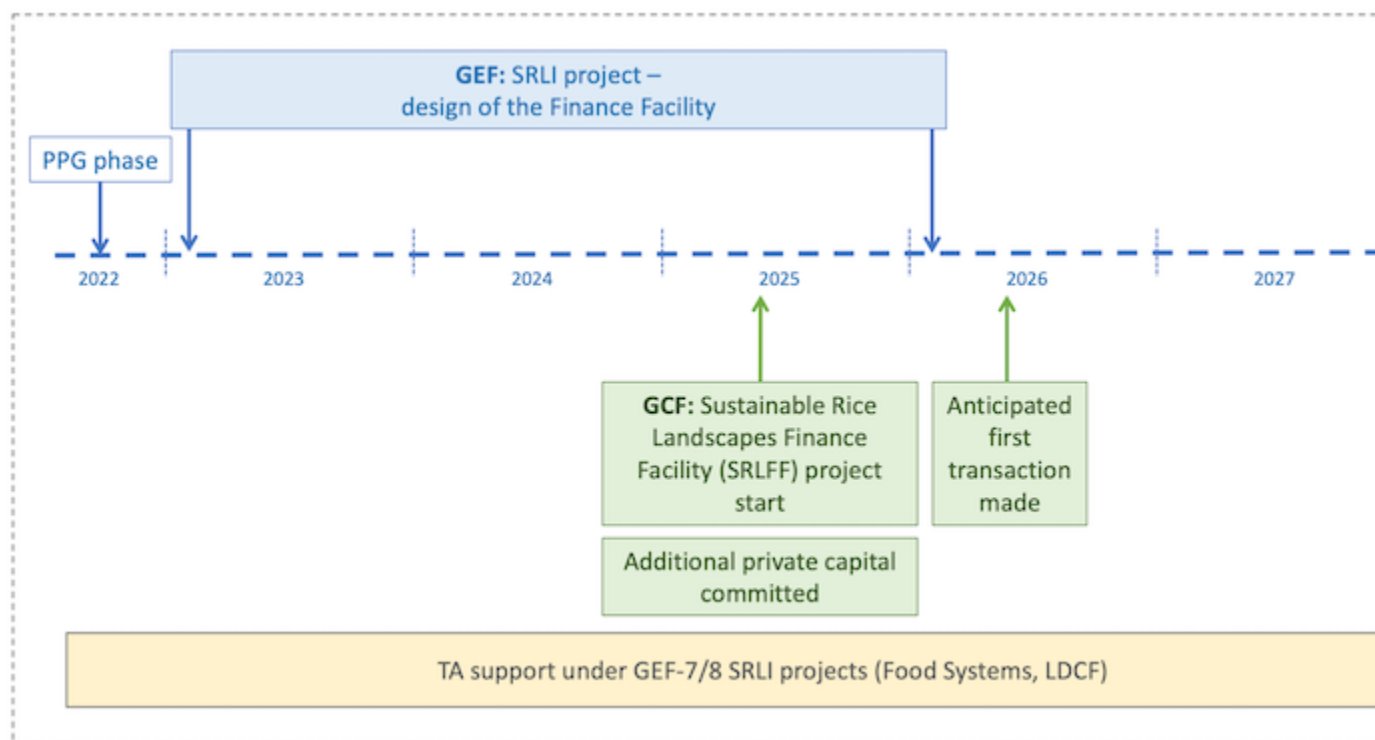 GEF: SRLI project –
design of the Finance Facility
PPG phase
2022
2023
2024
2025
2026
2027
GCF: Sustainable Rice
Landscapes Finance
Facility (SRLFF) project
start
Anticipated
first
transaction
made
Additional private capital
committed
TA support under GEF-7/8 SRLI projects (Food Systems, LDCF)